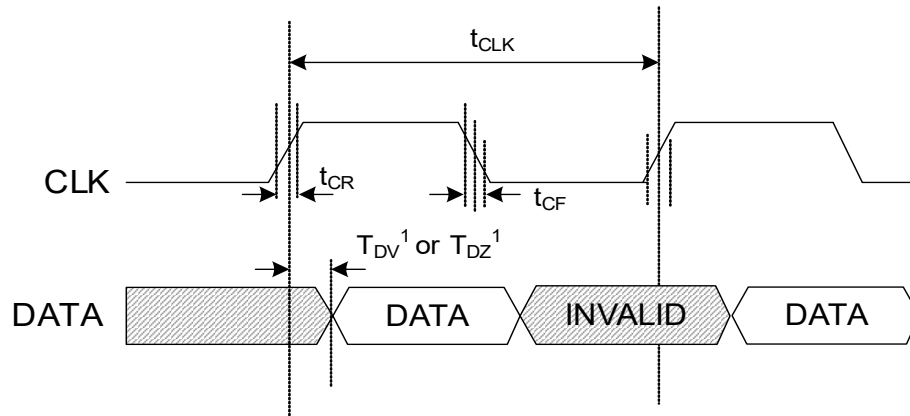 tCLK
CLK
tCR
tCF
TDV¹ or TDZ¹
DATA
DATA
INVALID
DATA